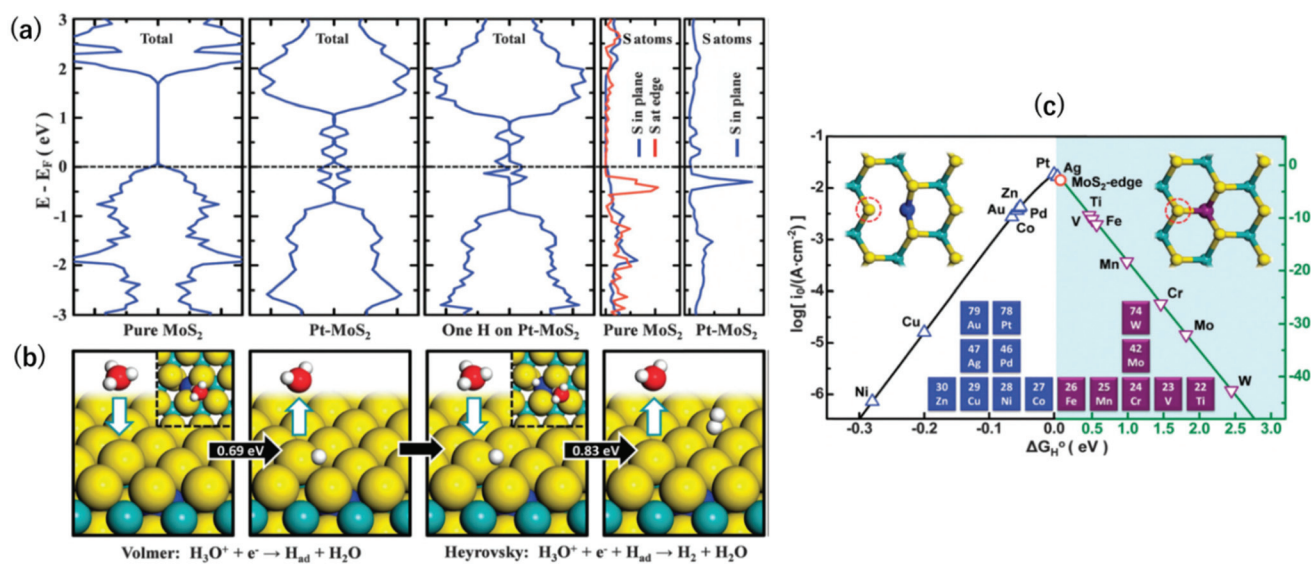 (a)
Total
Total
Total
S atoms
S atoms
S in plane
S at edge
S in plane
E - E_F ( eV )
3
2
1
0
-1
-2
-3
Pure MoS₂
Pt-MoS₂
One H on Pt-MoS₂
Pure MoS₂
Pt-MoS₂
(b)
0.69 eV
0.83 eV
Volmer: H₃O⁺ + e⁻ → H_ad + H₂O
Heyrovsky: H₃O⁺ + e⁻ + H_ad → H₂ + H₂O
(c)
log[ i₀/(A·cm⁻²)
-1
-2
-3
-4
-5
-6
Pt
Ag
MoS₂-edge
Zn
Au
Pd
Co
Ti
V
Fe
Mn
Cr
Mo
W
Cu
Ni
79 Au
78 Pt
74 W
47 Ag
46 Pd
42 Mo
30 Zn
29 Cu
28 Ni
27 Co
26 Fe
25 Mn
24 Cr
23 V
22 Ti
0
-10
-20
-30
-40
-0.3
-0.2
-0.1
0.0
0.5
1.0
1.5
2.0
2.5
3.0
ΔG_H° ( eV )